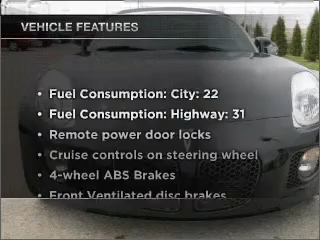 VEHICLE FEATURES
• Fuel Consumption: City: 22
• Fuel Consumption: Highway: 31
• Remote power door locks
• Cruise controls on steering wheel
• 4-wheel ABS Brakes
• Front Ventilated disc brakes